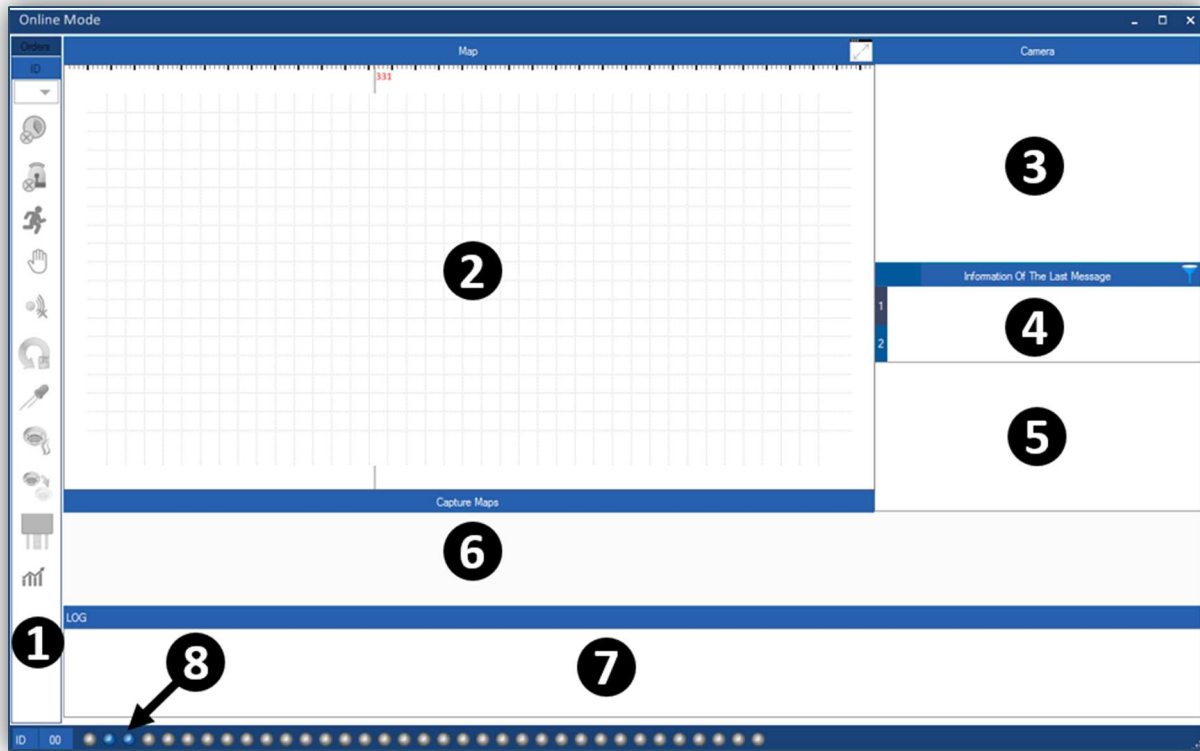 Online Mode
Orders
ID
Map
331
Camera
3
2
Information Of The Last Message
1
2
4
5
Capture Maps
6
LOG
1
8
7
ID 00